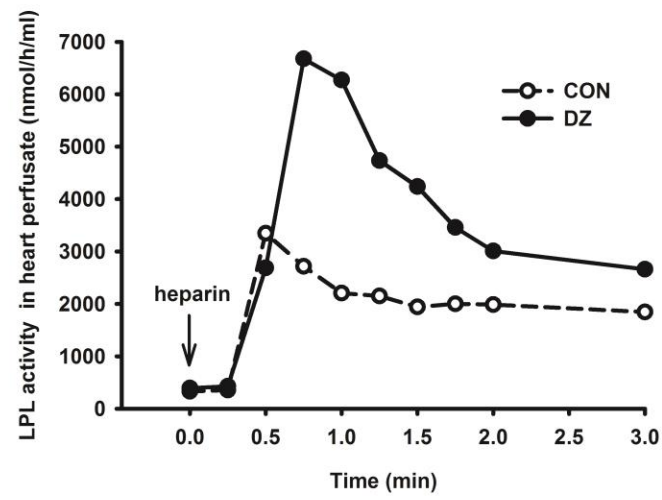 LPL activity in heart perfusate (nmol/h/ml)
7000
6000
5000
4000
3000
2000
1000
0
CON
DZ
heparin
0.0 0.5 1.0 1.5 2.0 2.5 3.0
Time (min)